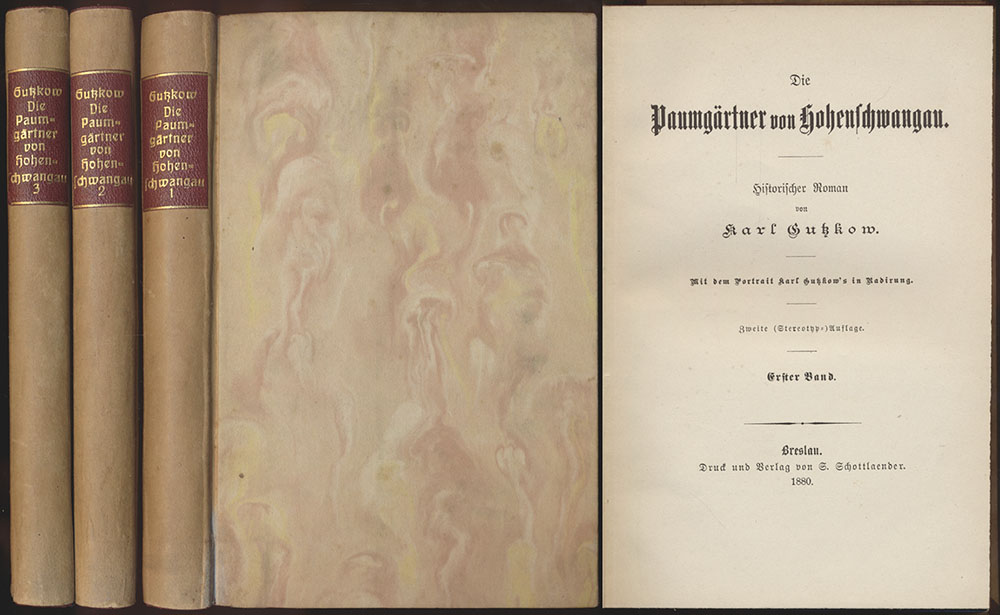 Gutzkow
Die
Paum=
gärtner
von
Hohen=
schwangau
3
Gutzkow
Die
Paum=
gärtner
von
Hohen=
schwangau
2
Gutzkow
Die
Paum=
gärtner
von
Hohen=
schwangau
1
Die
Paumgärtner von Hohenschwangau.
Historischer Roman
von
Karl Gutzkow.
Mit dem Portrait Karl Gutzkow's in Radirung.
Zweite (Stereotyp=)Auflage.
Erster Band.
Breslau.
Druck und Verlag von S. Schottlaender.
1880.